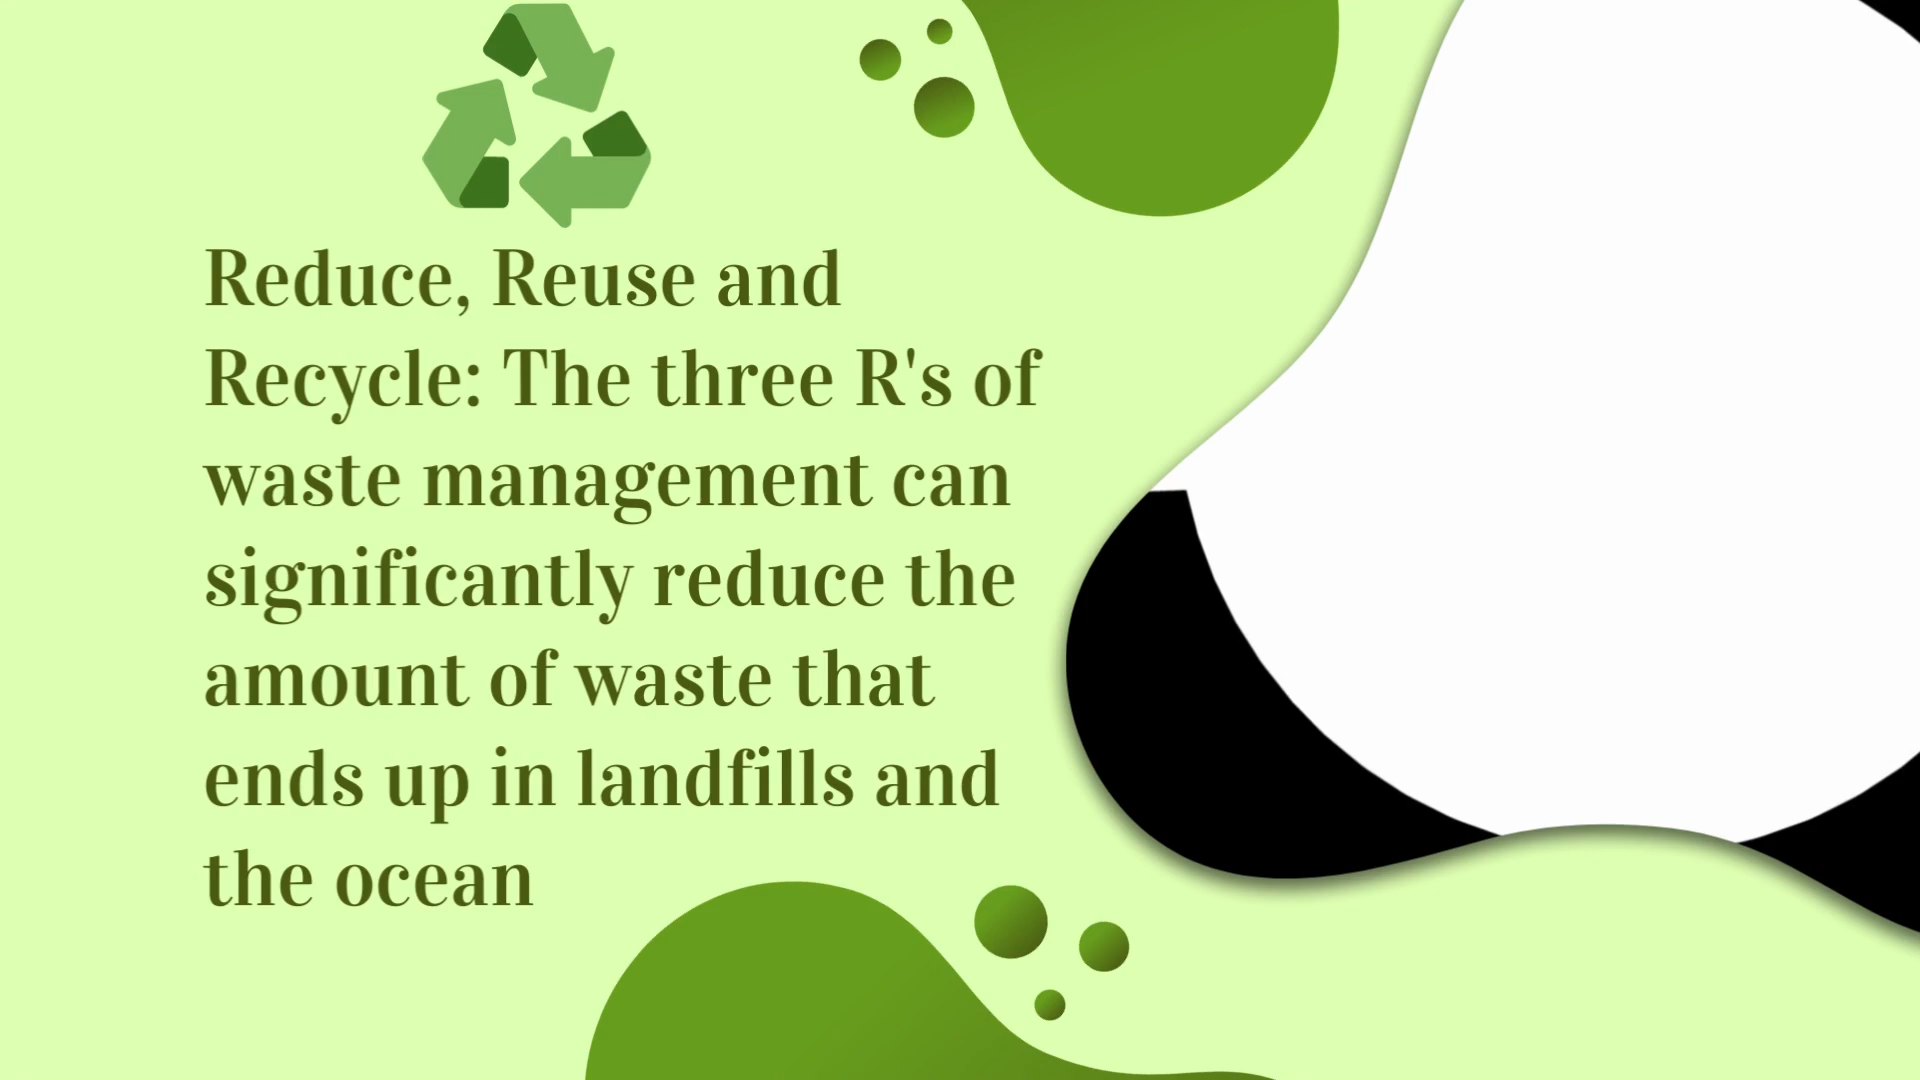 Reduce, Reuse and
Recycle: The three R's of
waste management can
significantly reduce the
amount of waste that
ends up in landfills and
the ocean